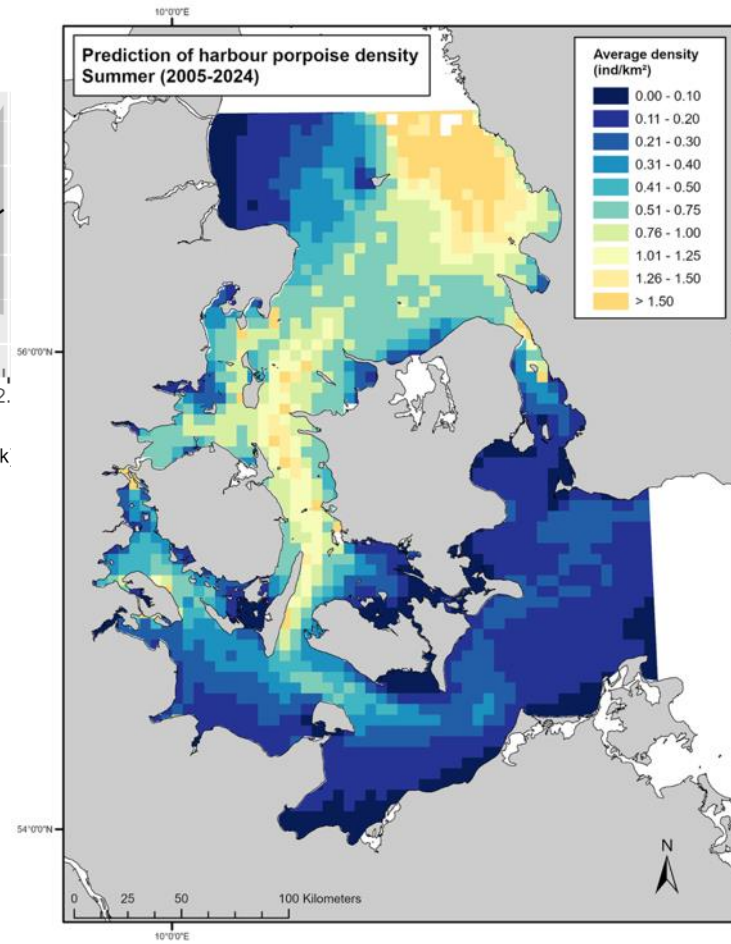 10°0'0"E
Prediction of harbour porpoise density
Summer (2005-2024)
Average density
(ind/km²)
0.00 - 0.10
0.11 - 0.20
0.21 - 0.30
0.31 - 0.40
0.41 - 0.50
0.51 - 0.75
0.76 - 1.00
1.01 - 1.25
1.26 - 1.50
> 1.50
56°0'0"N
2.
k
54°0'0"N
N
0 25 50 100 Kilometers
10°0'0"E